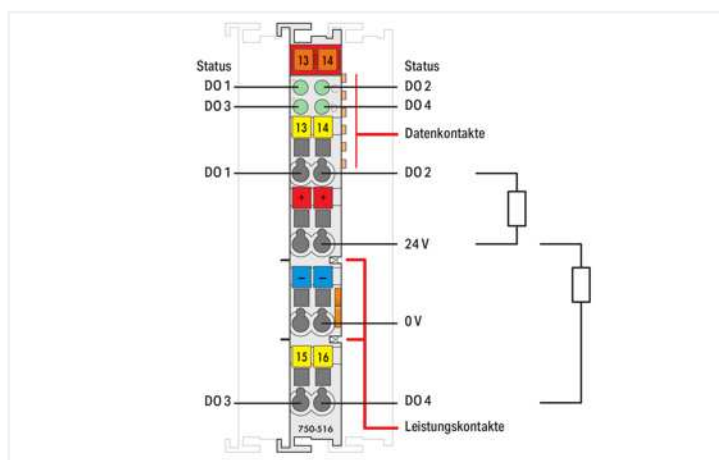 13 14
Status Status
DO 1 DO 2
DO 3 DO 4
13 14
Datenkontakte
DO 1 DO 2
+ +
24 V
− −
0 V
15 16
DO 3 DO 4
750-516
Leistungskontakte